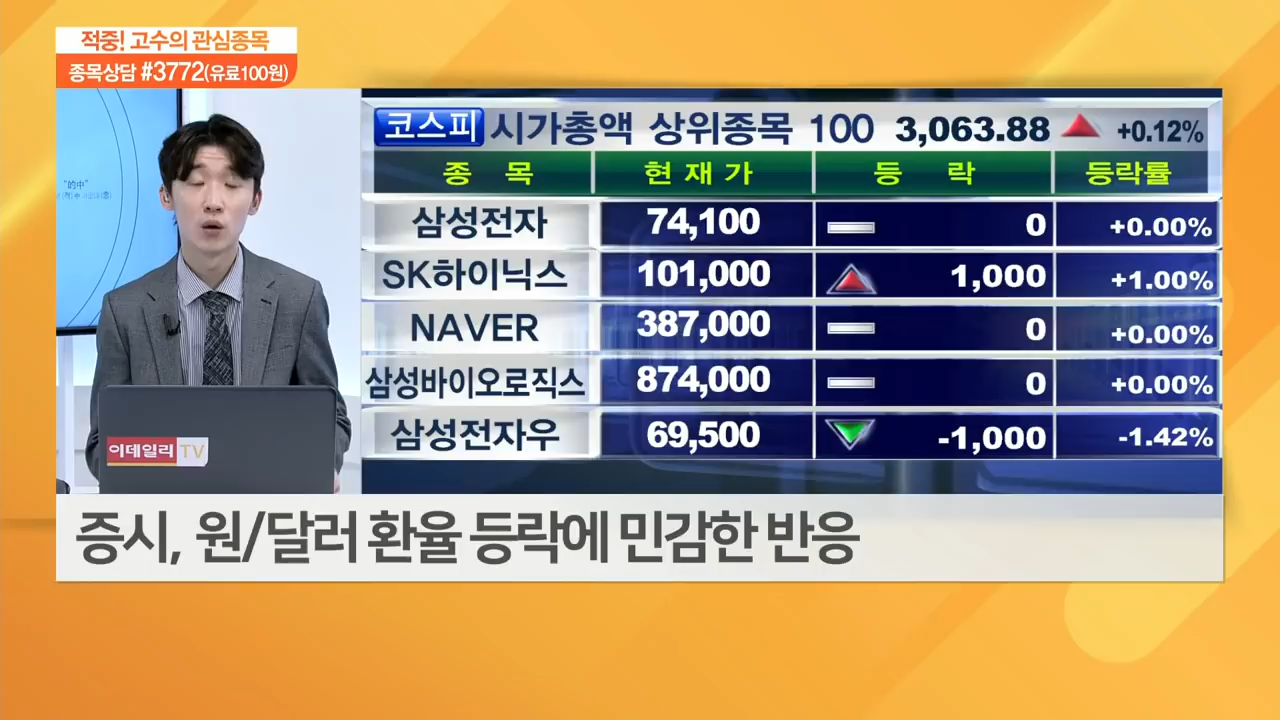 적중! 고수의 관심종목
종목상담 #3772(유료100원)
"的中"
코스피 시가총액 상위종목 100 3,063.88 +0.12%
종 목 현 재 가 등 락 등락률
삼성전자 74,100 0 +0.00%
SK하이닉스 101,000 1,000 +1.00%
NAVER 387,000 0 +0.00%
삼성바이오로직스 874,000 0 +0.00%
삼성전자우 69,500 -1,000 -1.42%
이데일리 TV
증시, 원/달러 환율 등락에 민감한 반응